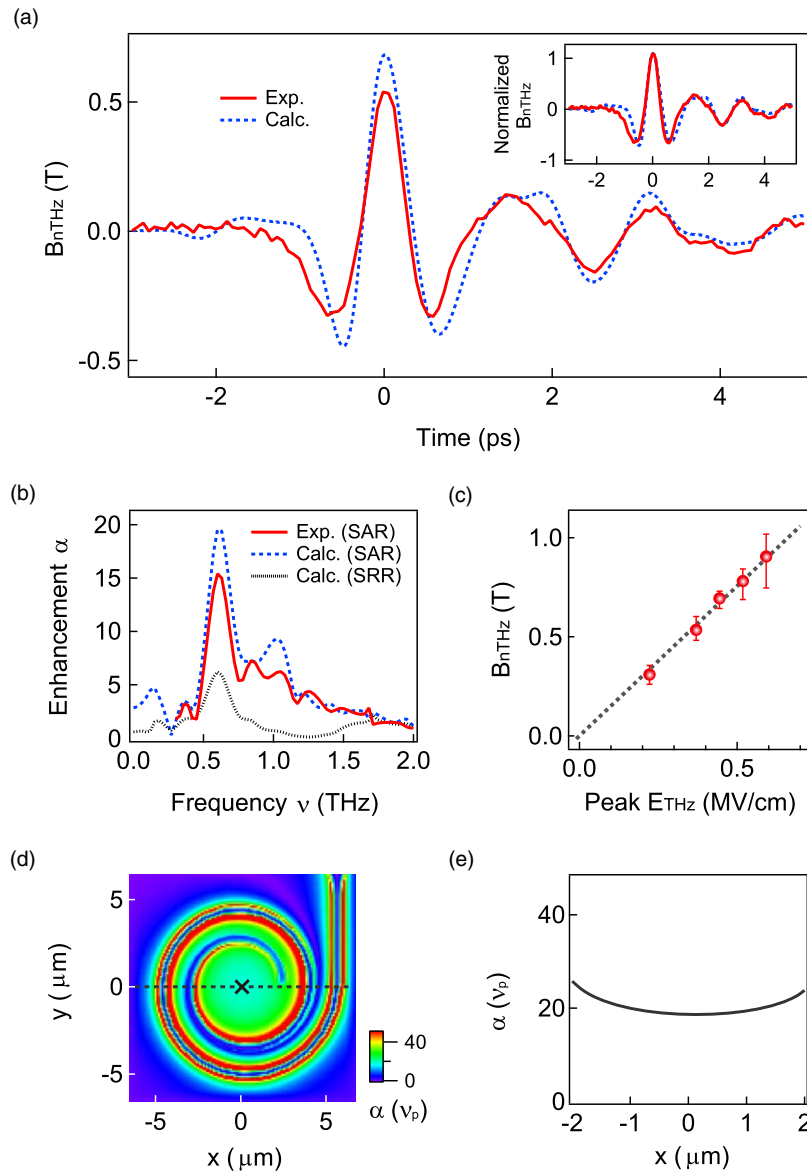 (a)
0.5
0.0
-0.5
BnTHz (T)
Exp.
Calc.
-2
0
2
4
Time (ps)
1
0
-1
Normalized
BnTHz
-2
0
2
4
(b)
20
15
10
5
0
Enhancement α
Exp. (SAR)
Calc. (SAR)
Calc. (SRR)
0.0
0.5
1.0
2.0
Frequency ν (THz)
(c)
1.0
0.5
0.0
BnTHz (T)
0.0
0.5
Peak ETHz (MV/cm)
(d)
5
0
-5
y (μm)
-5
0
5
x (μm)
40
0
α (νp)
(e)
40
20
0
α (νp)
-2
-1
0
1
2
x (μm)